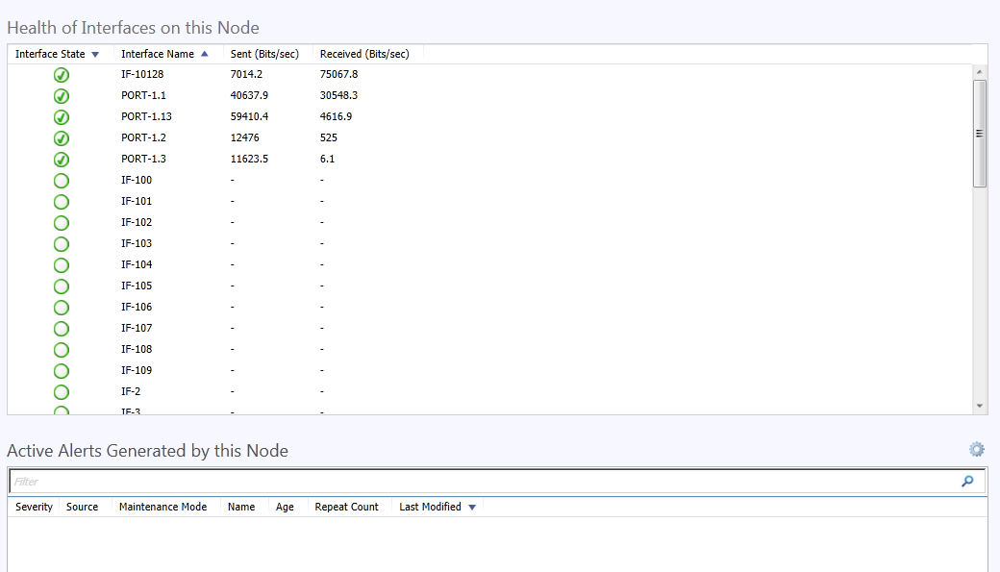 Health of Interfaces on this Node
Interface State Interface Name Sent (Bits/sec) Received (Bits/sec)
IF-10128 7014.2 75067.8
PORT-1.1 40637.9 30548.3
PORT-1.13 59410.4 4616.9
PORT-1.2 12476 525
PORT-1.3 11623.5 6.1
IF-100 - -
IF-101 - -
IF-102 - -
IF-103 - -
IF-104 - -
IF-105 - -
IF-106 - -
IF-107 - -
IF-108 - -
IF-109 - -
IF-2 - -
IF-3 - -
Active Alerts Generated by this Node
Filter
Severity Source Maintenance Mode Name Age Repeat Count Last Modified